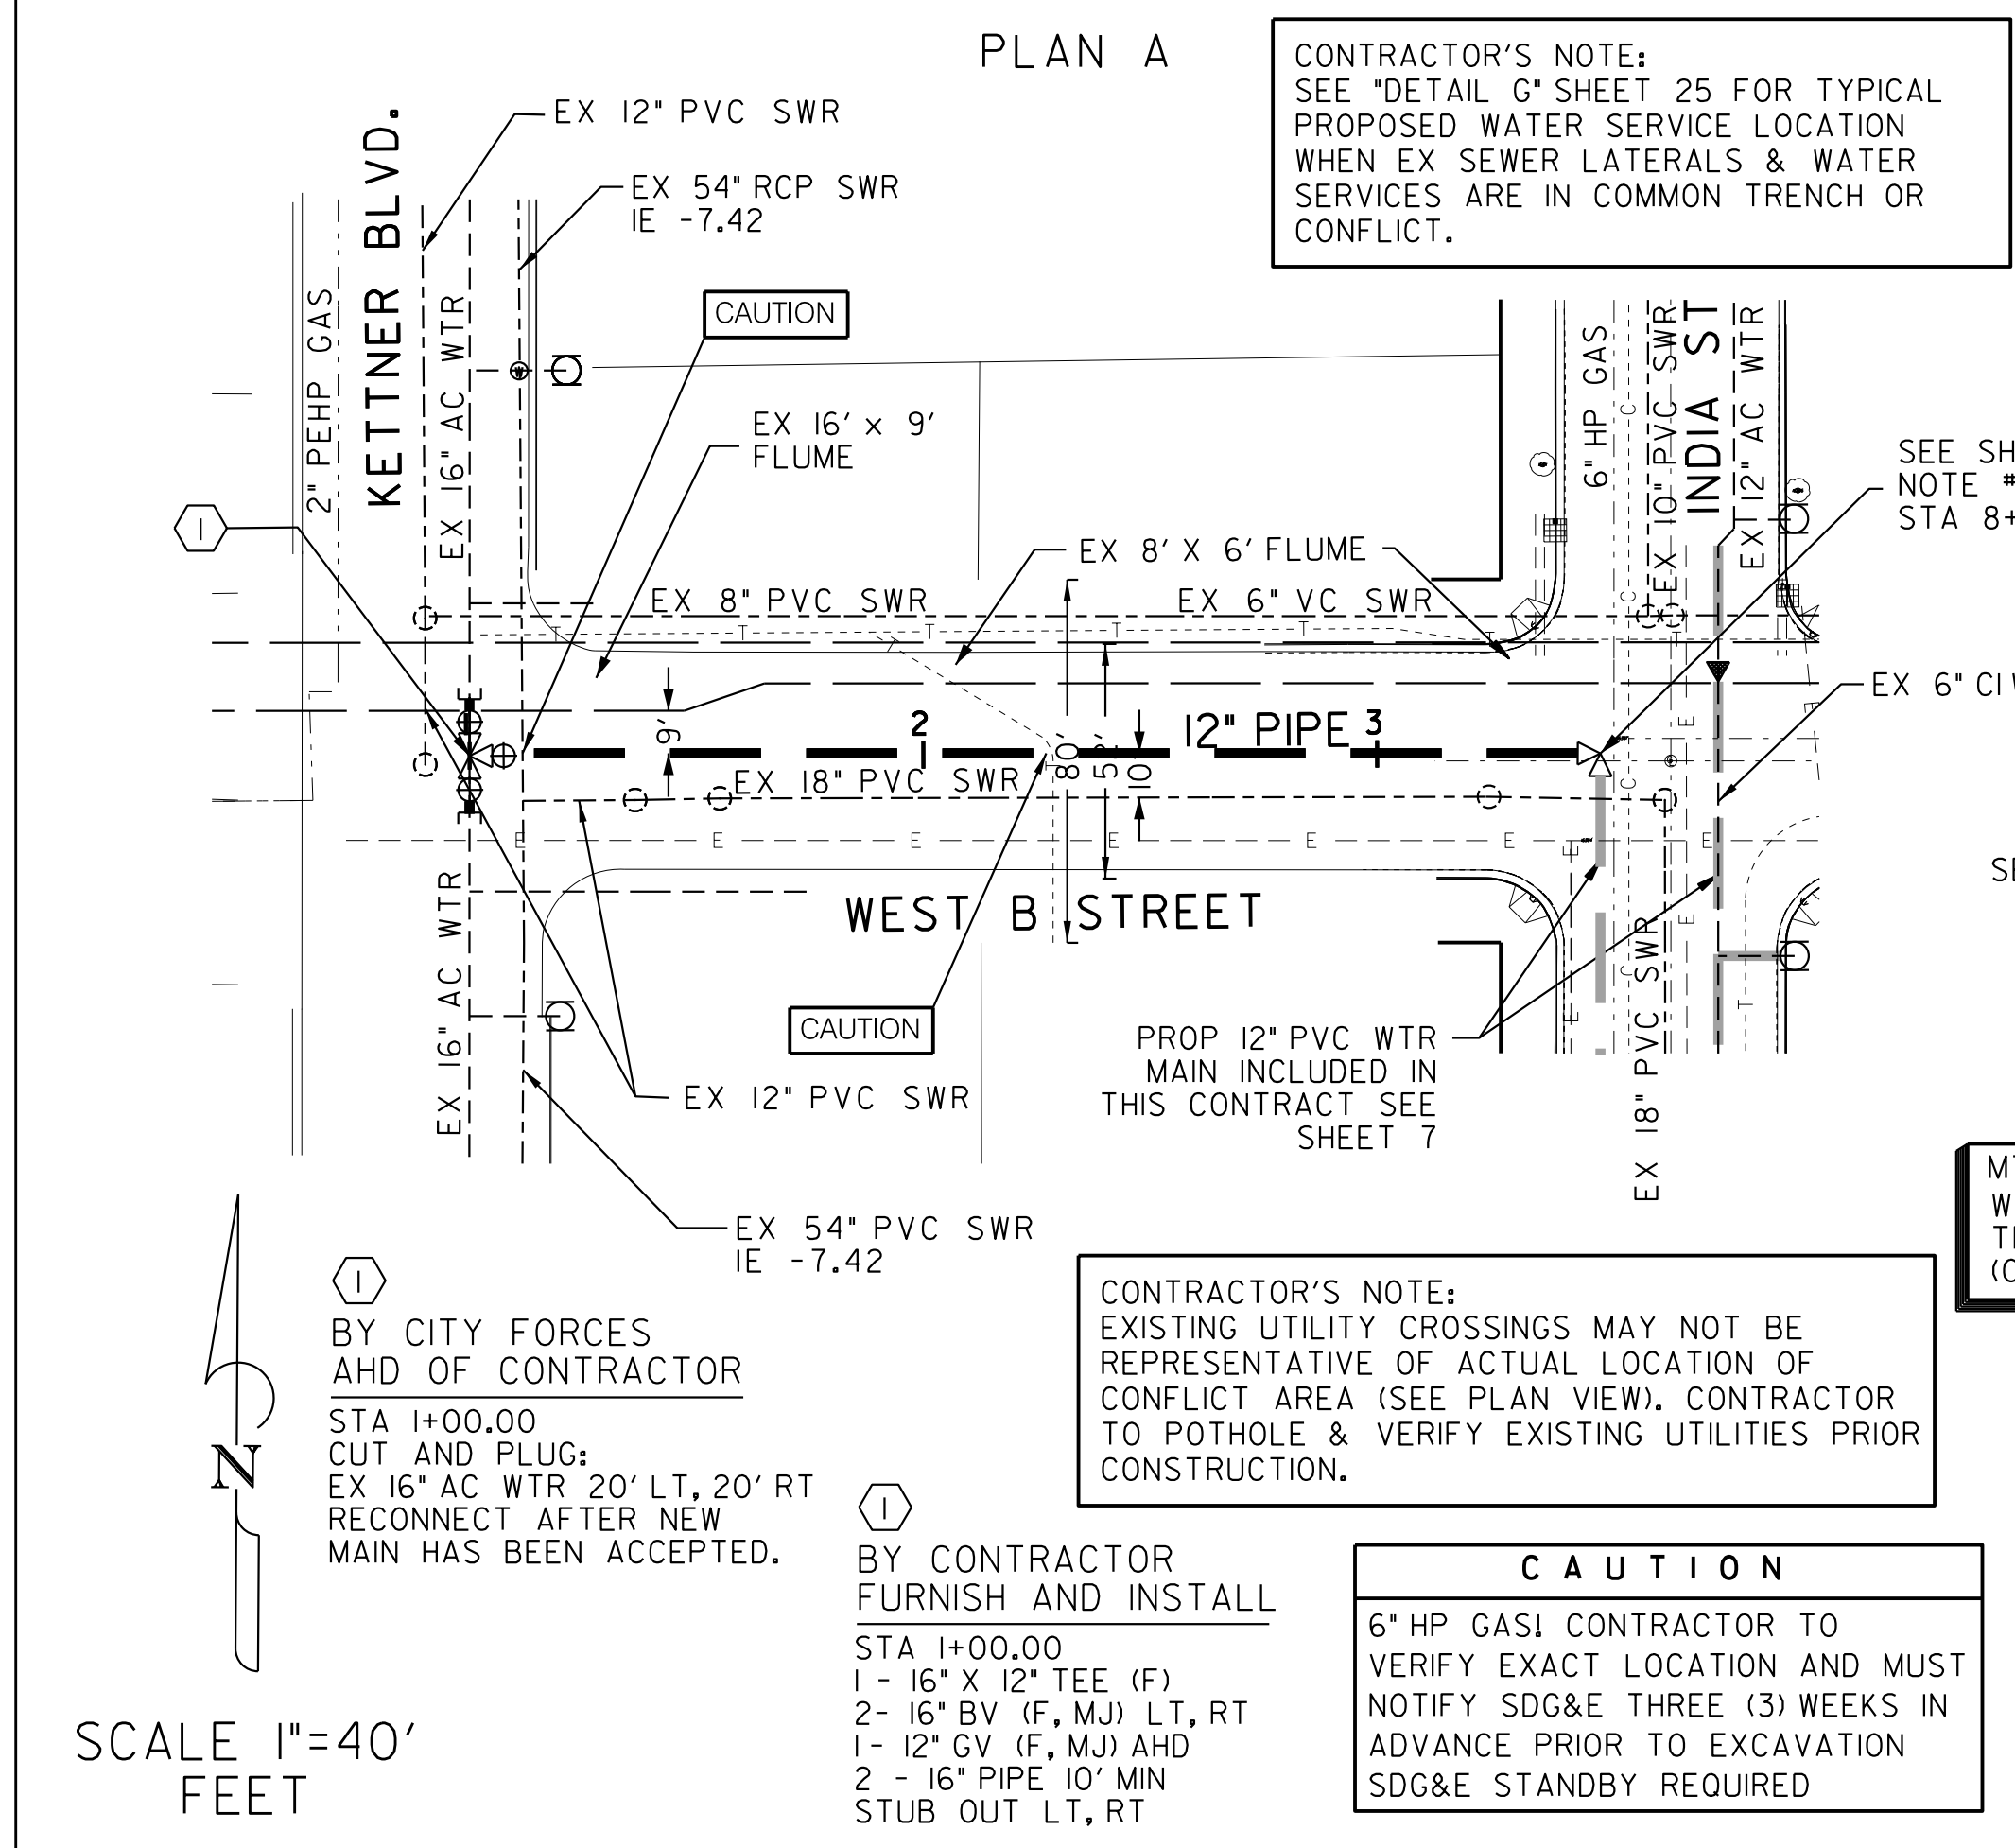 PLAN A
CONTRACTOR'S NOTE:
SEE "DETAIL G" SHEET 25 FOR TYPICAL
PROPOSED WATER SERVICE LOCATION
WHEN EX SEWER LATERALS & WATER
SERVICES ARE IN COMMON TRENCH OR
CONFLICT.
EX 12" PVC SWR
EX 54" RCP SWR
IE -7.42
KETTNER BLVD.
2" PEHP GAS
EX 16" AC WTR
CAUTION
EX 16' x 9'
FLUME
1
EX 8' X 6' FLUME
EX 8" PVC SWR
EX 6" VC SWR
6" HP GAS
EX 10" PVC SWR
INDIA ST
EX 12" AC WTR
SEE SH
NOTE #
STA 8+
EX 6" CI W
2
12" PIPE
3
9'
80'
10'
EX 18" PVC SWR
WEST B STREET
EX 16" AC WTR
CAUTION
EX 12" PVC SWR
PROP 12" PVC WTR
MAIN INCLUDED IN
THIS CONTRACT SEE
SHEET 7
EX 18" PVC SWR
SE
EX 54" PVC SWR
IE -7.42
1
BY CITY FORCES
AHD OF CONTRACTOR
STA 1+00.00
CUT AND PLUG:
EX 16" AC WTR 20' LT, 20' RT
RECONNECT AFTER NEW
MAIN HAS BEEN ACCEPTED.
N
SCALE 1"=40'
FEET
CONTRACTOR'S NOTE:
EXISTING UTILITY CROSSINGS MAY NOT BE
REPRESENTATIVE OF ACTUAL LOCATION OF
CONFLICT AREA (SEE PLAN VIEW). CONTRACTOR
TO POTHOLE & VERIFY EXISTING UTILITIES PRIOR
CONSTRUCTION.
1
BY CONTRACTOR
FURNISH AND INSTALL
STA 1+00.00
1 - 16" X 12" TEE (F)
2- 16" BV (F, MJ) LT, RT
1 - 12" GV (F, MJ) AHD
2 - 16" PIPE 10' MIN
STUB OUT LT, RT
CAUTION
6" HP GAS! CONTRACTOR TO
VERIFY EXACT LOCATION AND MUST
NOTIFY SDG&E THREE (3) WEEKS IN
ADVANCE PRIOR TO EXCAVATION
SDG&E STANDBY REQUIRED